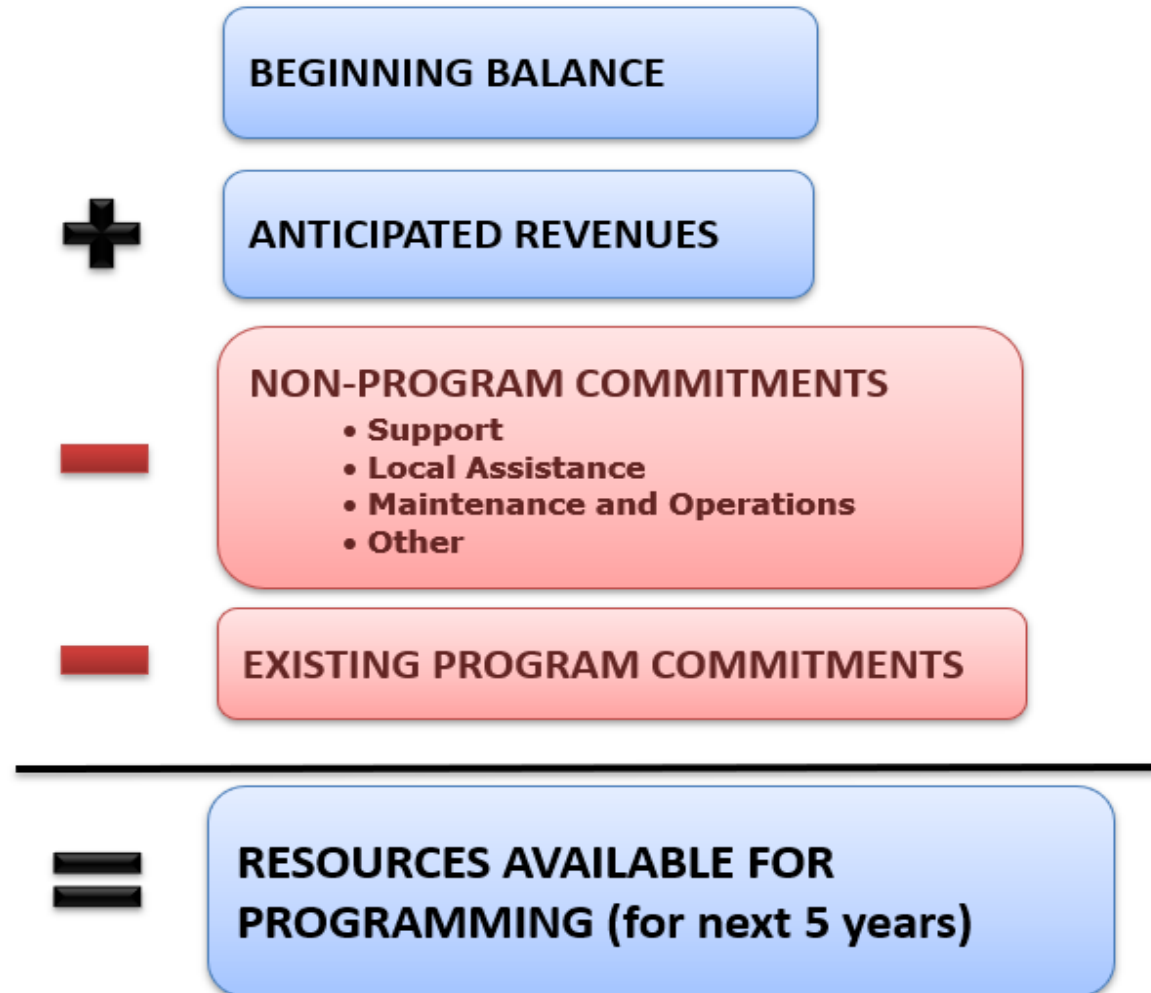 BEGINNING BALANCE
+
ANTICIPATED REVENUES
-
NON-PROGRAM COMMITMENTS
• Support
• Local Assistance
• Maintenance and Operations
• Other
-
EXISTING PROGRAM COMMITMENTS
=
RESOURCES AVAILABLE FOR
PROGRAMMING (for next 5 years)